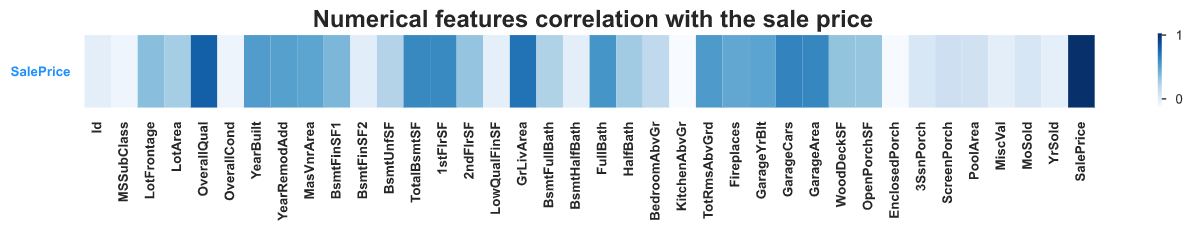 Numerical features correlation with the sale price
SalePrice
1
0
Id
MSSubClass
LotFrontage
LotArea
OverallQual
OverallCond
YearBuilt
YearRemodAdd
MasVnrArea
BsmtFinSF1
BsmtFinSF2
BsmtUnfSF
TotalBsmtSF
1stFlrSF
2ndFlrSF
LowQualFinSF
GrLivArea
BsmtFullBath
BsmtHalfBath
FullBath
HalfBath
BedroomAbvGr
KitchenAbvGr
TotRmsAbvGrd
Fireplaces
GarageYrBlt
GarageCars
GarageArea
WoodDeckSF
OpenPorchSF
EnclosedPorch
3SsnPorch
ScreenPorch
PoolArea
MiscVal
MoSold
YrSold
SalePrice